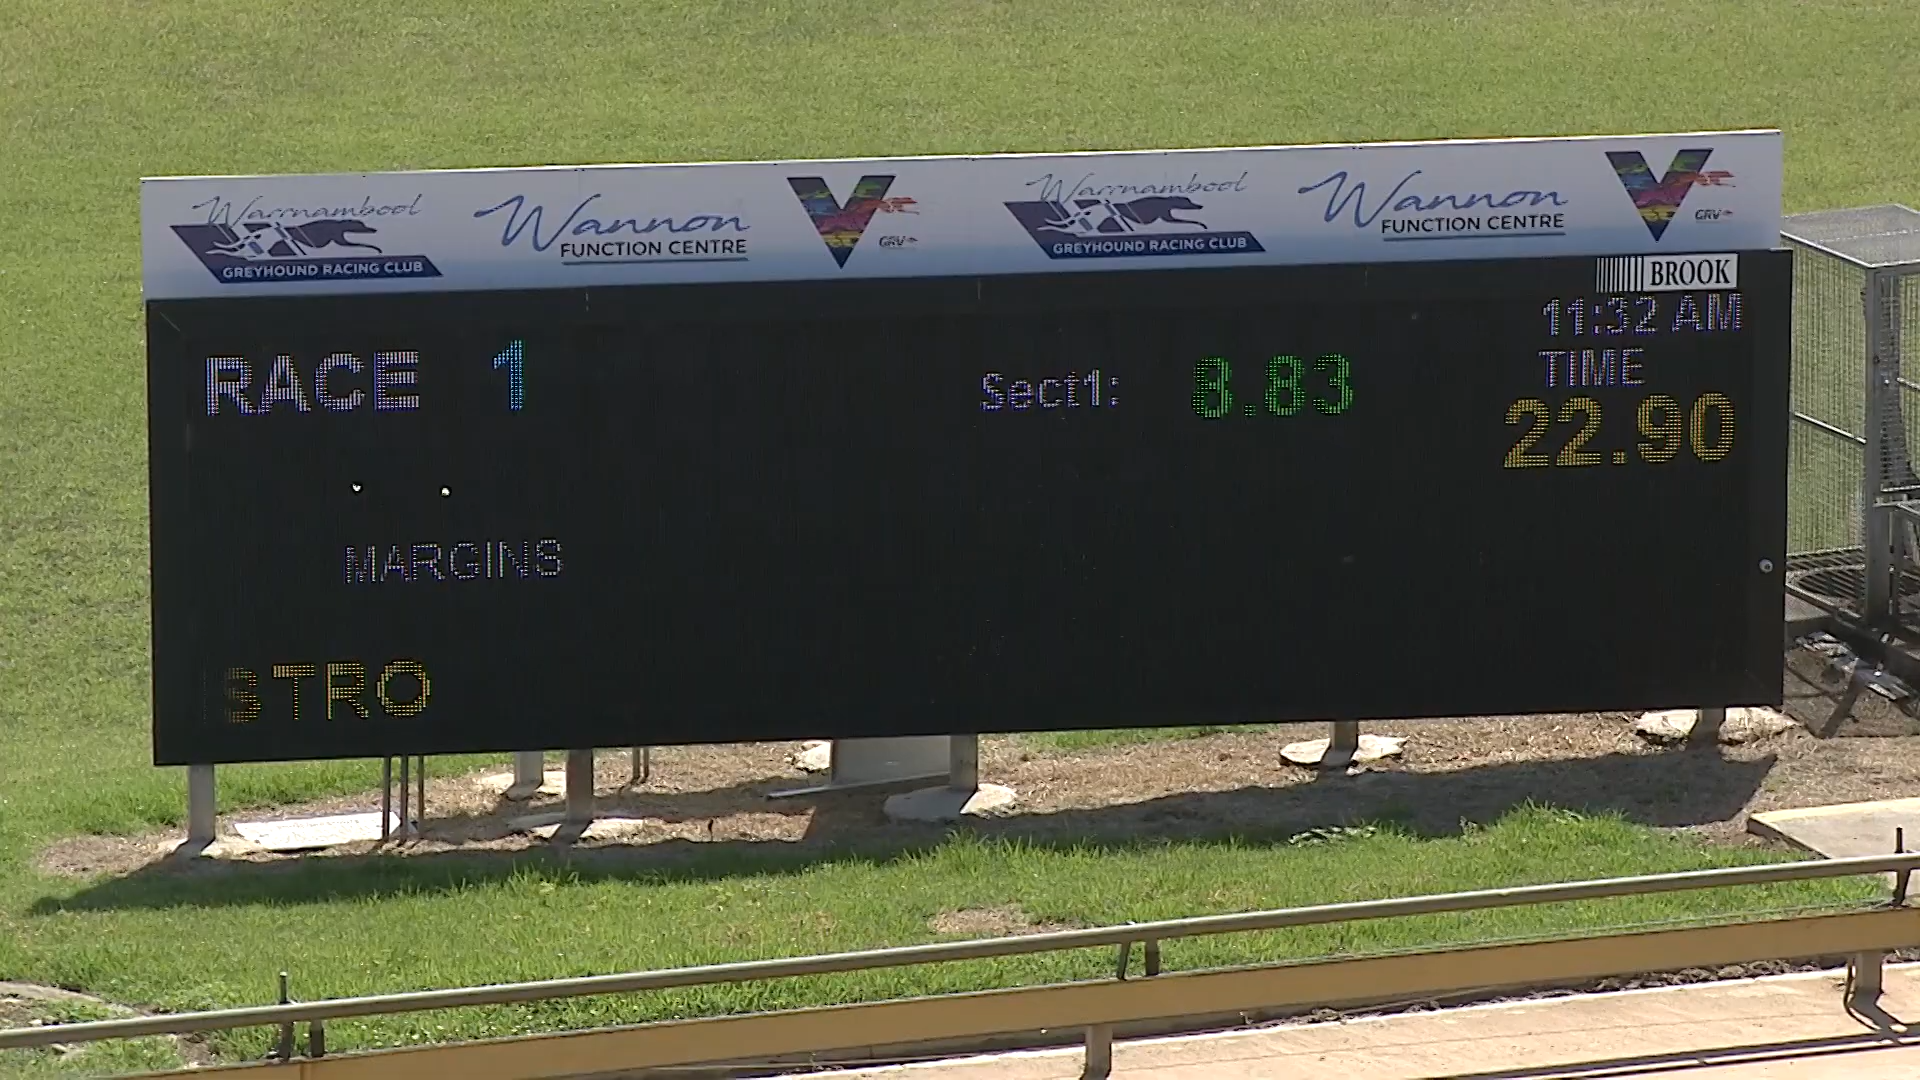 Warrnambool
GREYHOUND RACING CLUB
Wannon
FUNCTION CENTRE
GRV
Warrnambool
GREYHOUND RACING CLUB
Wannon
FUNCTION CENTRE
GRV
BROOK
11:32 AM
RACE 1
Sect1: 8.83
TIME
22.90
MARGINS
STRO